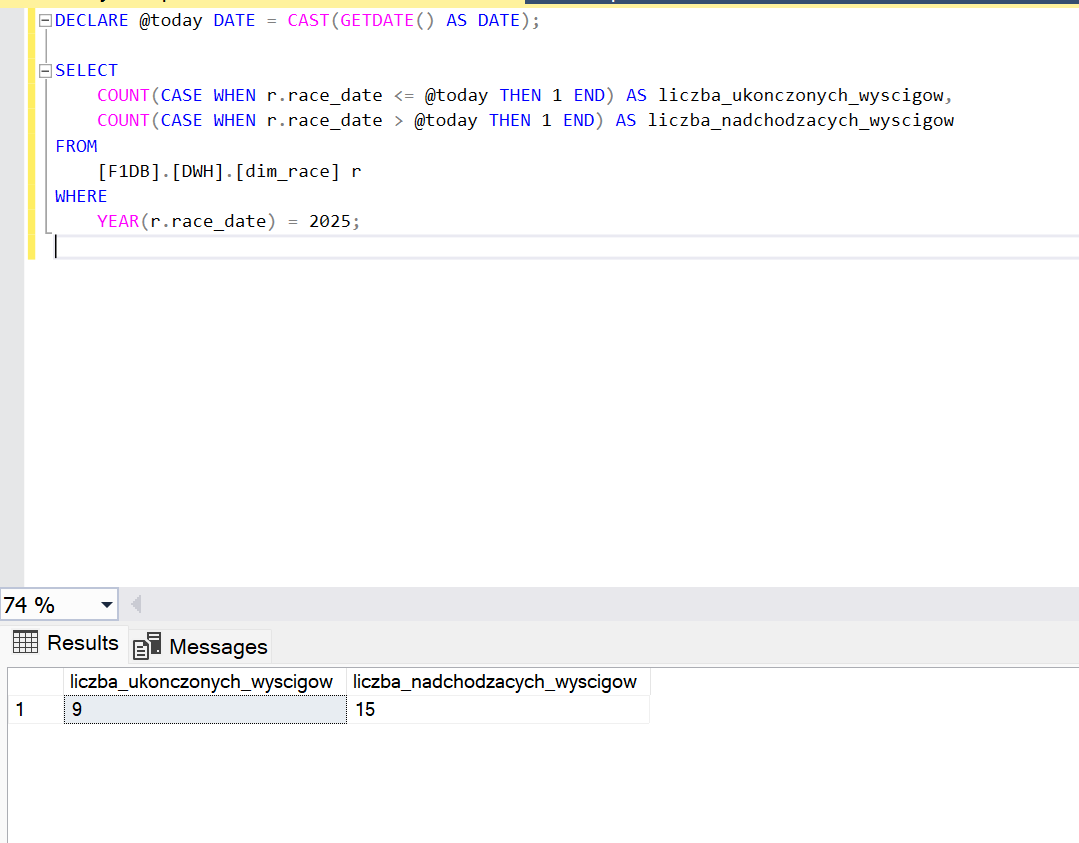 DECLARE @today DATE = CAST(GETDATE() AS DATE);
SELECT
COUNT(CASE WHEN r.race_date <= @today THEN 1 END) AS liczba_ukonczonych_wyscigow,
COUNT(CASE WHEN r.race_date > @today THEN 1 END) AS liczba_nadchodzacych_wyscigow
FROM
[F1DB].[DWH].[dim_race] r
WHERE
YEAR(r.race_date) = 2025;
74 %
Results Messages
liczba_ukonczonych_wyscigow liczba_nadchodzacych_wyscigow
1 9 15